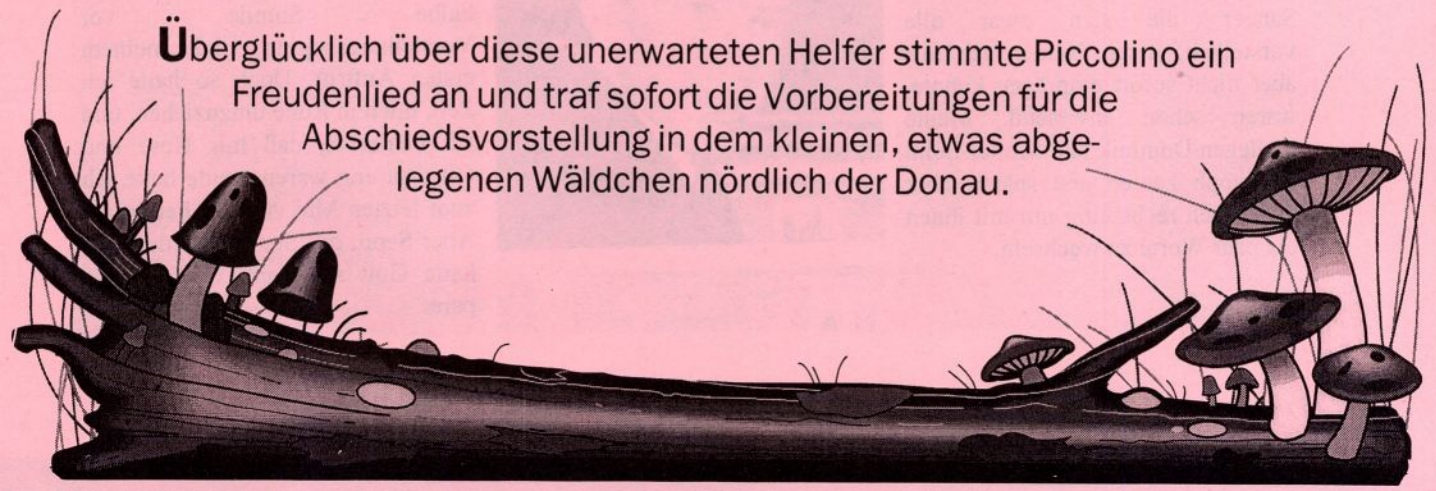 Überglücklich über diese unerwarteten Helfer stimmte Piccolino ein
Freudenlied an und traf sofort die Vorbereitungen für die
Abschiedsvorstellung in dem kleinen, etwas abge-
legenen Wäldchen nördlich der Donau.